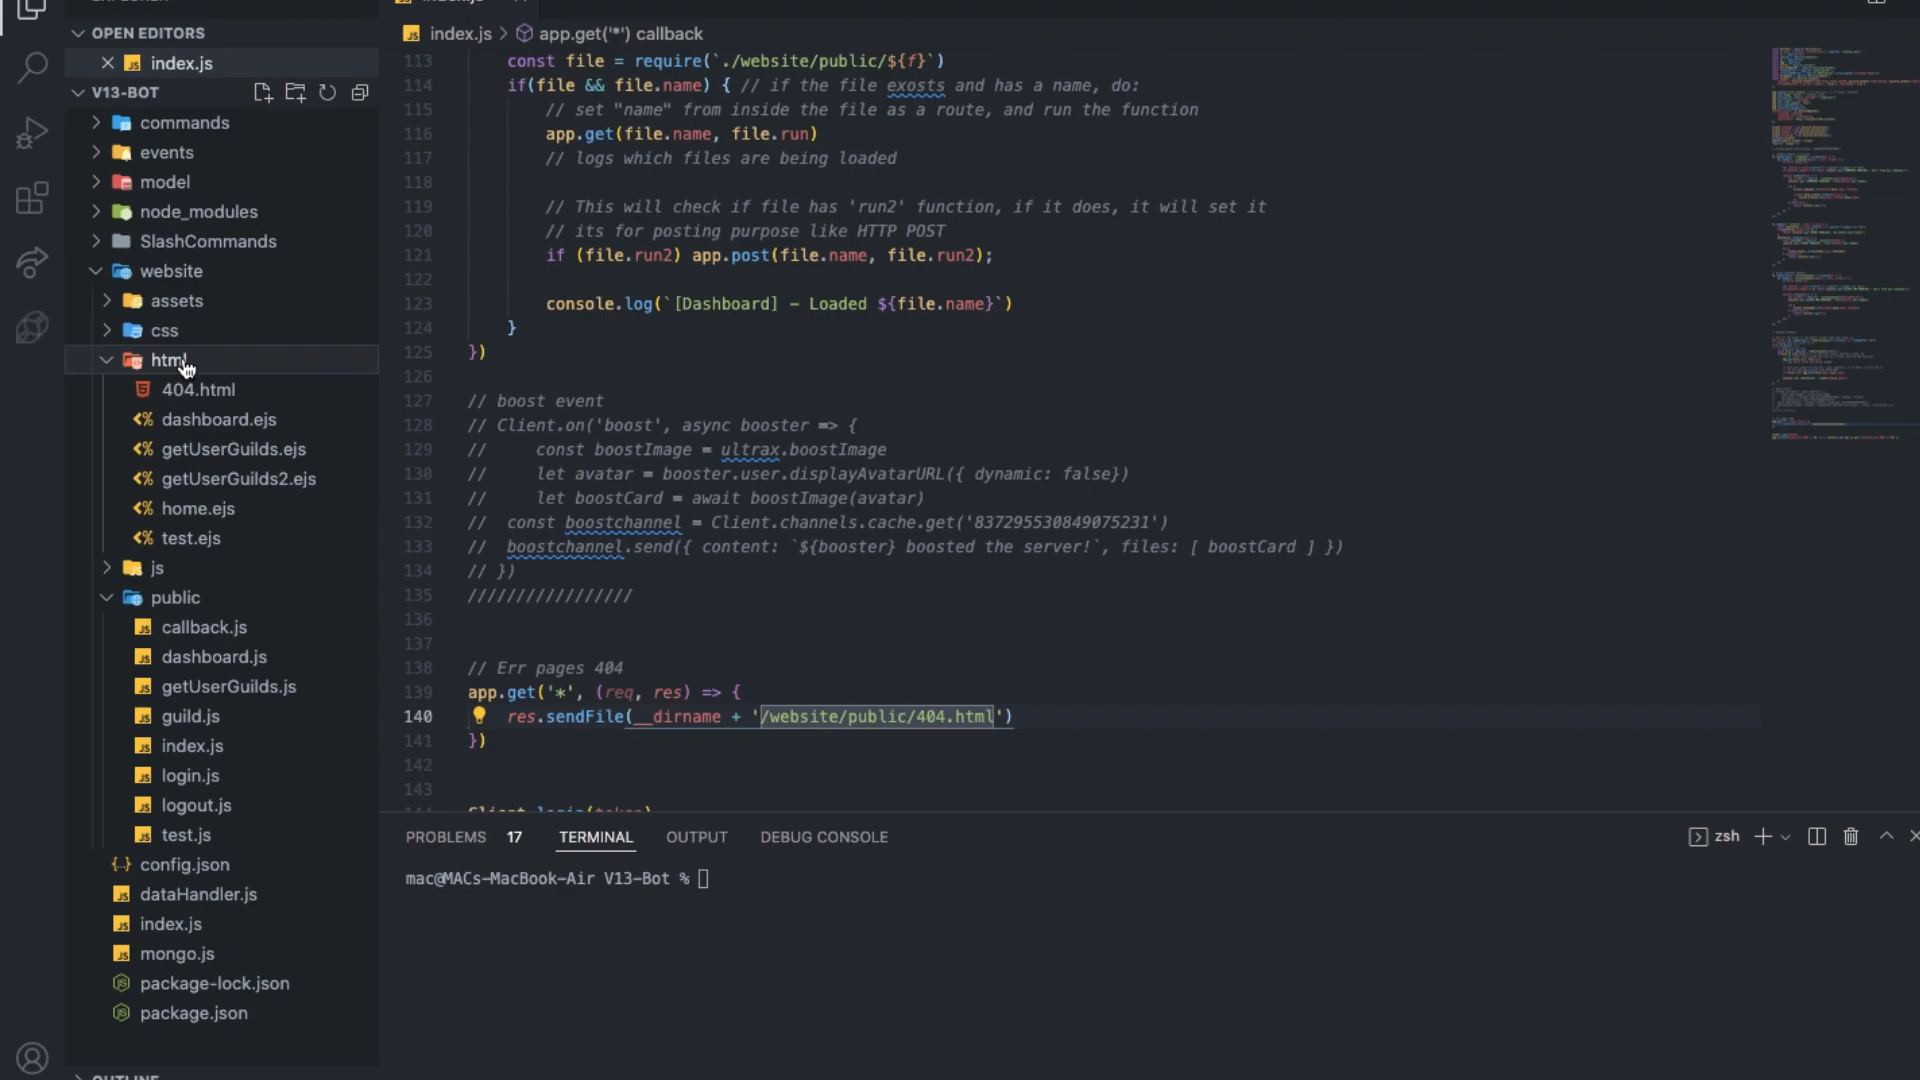 OPEN EDITORS
index.js
V13-BOT
commands
events
model
node_modules
SlashCommands
website
assets
css
html
404.html
dashboard.ejs
getUserGuilds.ejs
getUserGuilds2.ejs
home.ejs
test.ejs
js
public
callback.js
dashboard.js
getUserGuilds.js
guild.js
index.js
login.js
logout.js
test.js
config.json
dataHandler.js
index.js
mongo.js
package-lock.json
package.json
index.js > app.get('*') callback
113 const file = require(`./website/public/${f}`)
114 if(file && file.name) { // if the file exosts and has a name, do:
115 // set "name" from inside the file as a route, and run the function
116 app.get(file.name, file.run)
117 // logs which files are being loaded
118
119 // This will check if file has 'run2' function, if it does, it will set it
120 // its for posting purpose like HTTP POST
121 if (file.run2) app.post(file.name, file.run2);
122
123 console.log(`[Dashboard] - Loaded ${file.name}`)
124 }
125 })
126
127 // boost event
128 // Client.on('boost', async booster => {
129 // const boostImage = ultrax.boostImage
130 // let avatar = booster.user.displayAvatarURL({ dynamic: false})
131 // let boostCard = await boostImage(avatar)
132 // const boostchannel = Client.channels.cache.get('837295530849075231')
133 // boostchannel.send({ content: `${booster} boosted the server!`, files: [ boostCard ] })
134 // })
135 /////////////////
136
137
138 // Err pages 404
139 app.get('*', (req, res) => {
140 res.sendFile(__dirname + '/website/public/404.html')
141 })
142
143
PROBLEMS 17 TERMINAL OUTPUT DEBUG CONSOLE
zsh
mac@MACs-MacBook-Air V13-Bot %